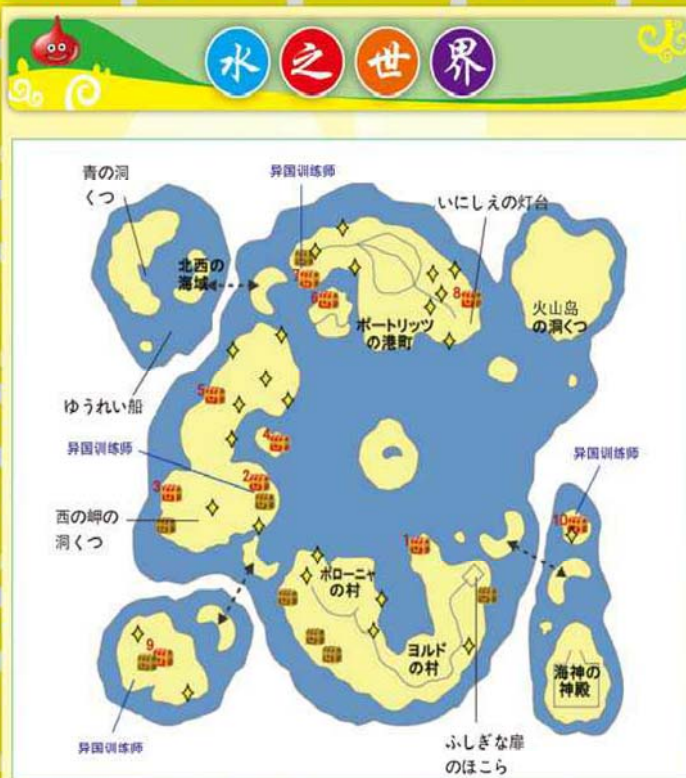 水之世界
青の洞
くつ
异国训练师
いにしえの灯台
北西の
海域
7
6
8
ポートリッツ
の港町
火山岛
の洞くつ
ゆうれい船
5
4
异国训练师
异国训练师
3
2
西の岬の
洞くつ
10
1
ポローニャ
の村
9
ヨルド
の村
海神の
神殿
异国训练师
ふしぎな扉
のほこら